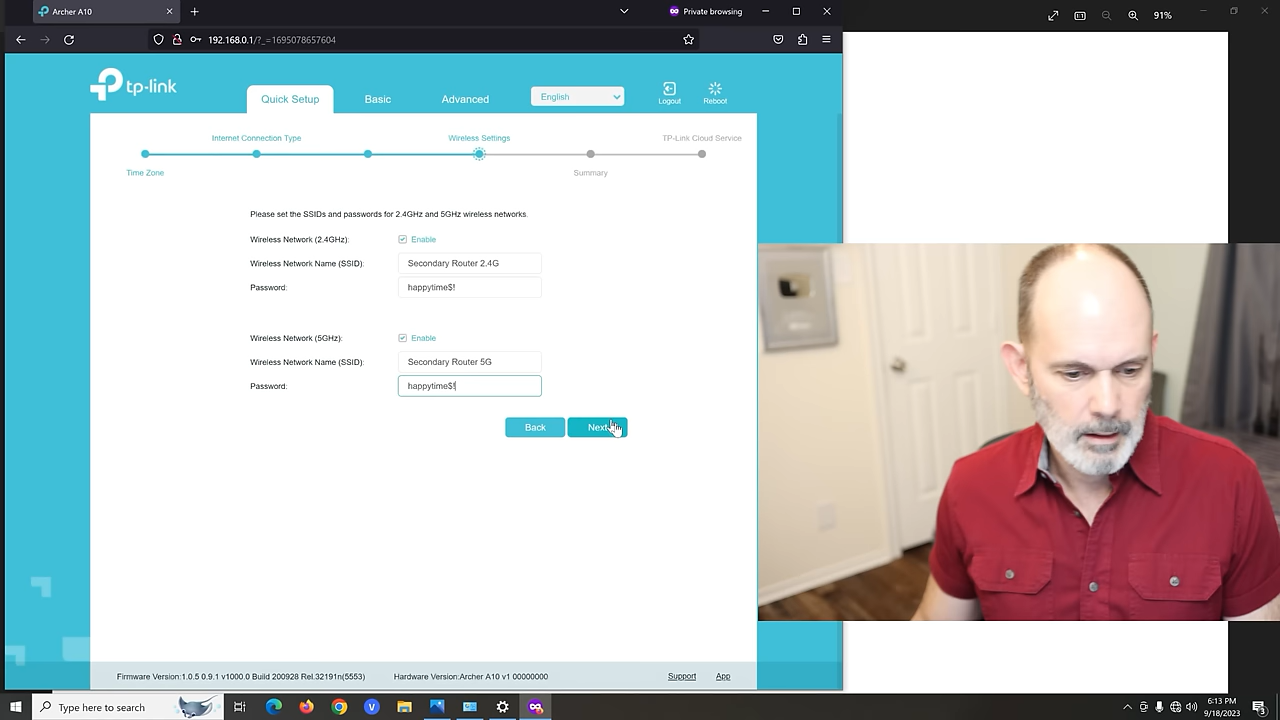 Archer A10
Private browsing
91%
192.168.0.1/?_=1695078657604
tp-link
Quick Setup
Basic
Advanced
English
Logout
Reboot
Internet Connection Type
Wireless Settings
TP-Link Cloud Service
Time Zone
Summary
Please set the SSIDs and passwords for 2.4GHz and 5GHz wireless networks.
Wireless Network (2.4GHz):
Enable
Wireless Network Name (SSID):
Secondary Router 2.4G
Password:
happytime$!
Wireless Network (5GHz):
Enable
Wireless Network Name (SSID):
Secondary Router 5G
Password:
happytime$!
Back
Next
Firmware Version:1.0.5 0.9.1 v1000.0 Build 200928 Rel.32191n(5553)
Hardware Version:Archer A10 v1 00000000
Support
App
Type here to search
6:13 PM
9/18/2023